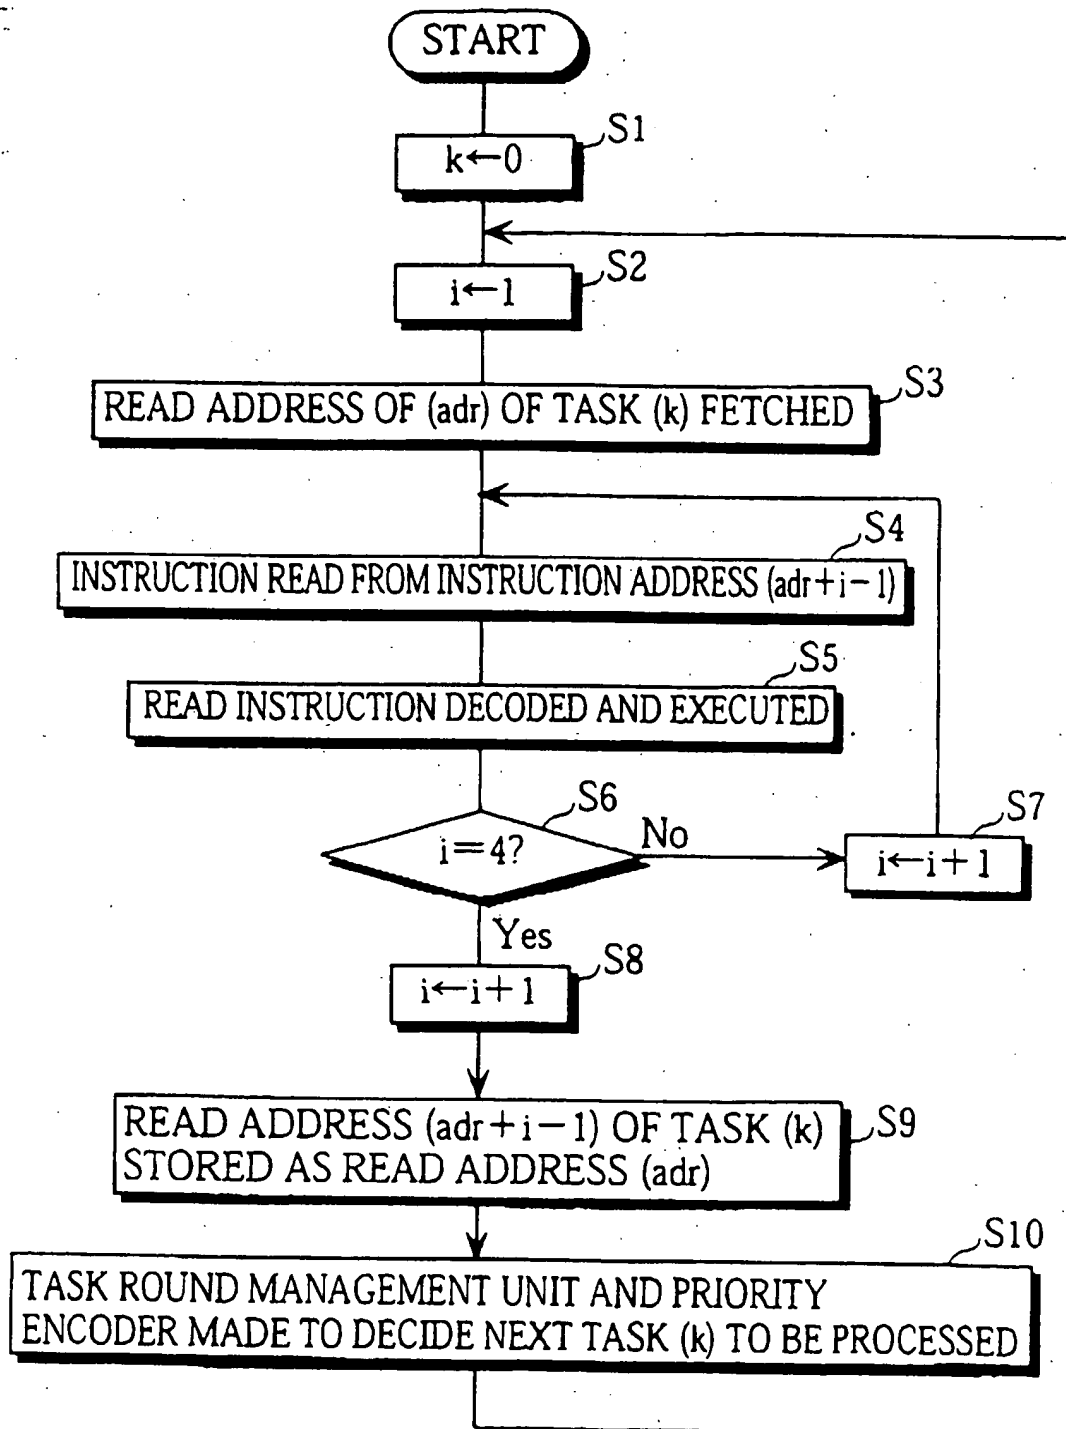 START
S1
k←0
S2
i←1
S3
READ ADDRESS OF (adr) OF TASK (k) FETCHED
S4
INSTRUCTION READ FROM INSTRUCTION ADDRESS (adr+i-1)
S5
READ INSTRUCTION DECODED AND EXECUTED
S6
i=4?
No
S7
i←i+1
Yes
S8
i←i+1
S9
READ ADDRESS (adr+i-1) OF TASK (k)
STORED AS READ ADDRESS (adr)
S10
TASK ROUND MANAGEMENT UNIT AND PRIORITY
ENCODER MADE TO DECIDE NEXT TASK (k) TO BE PROCESSED